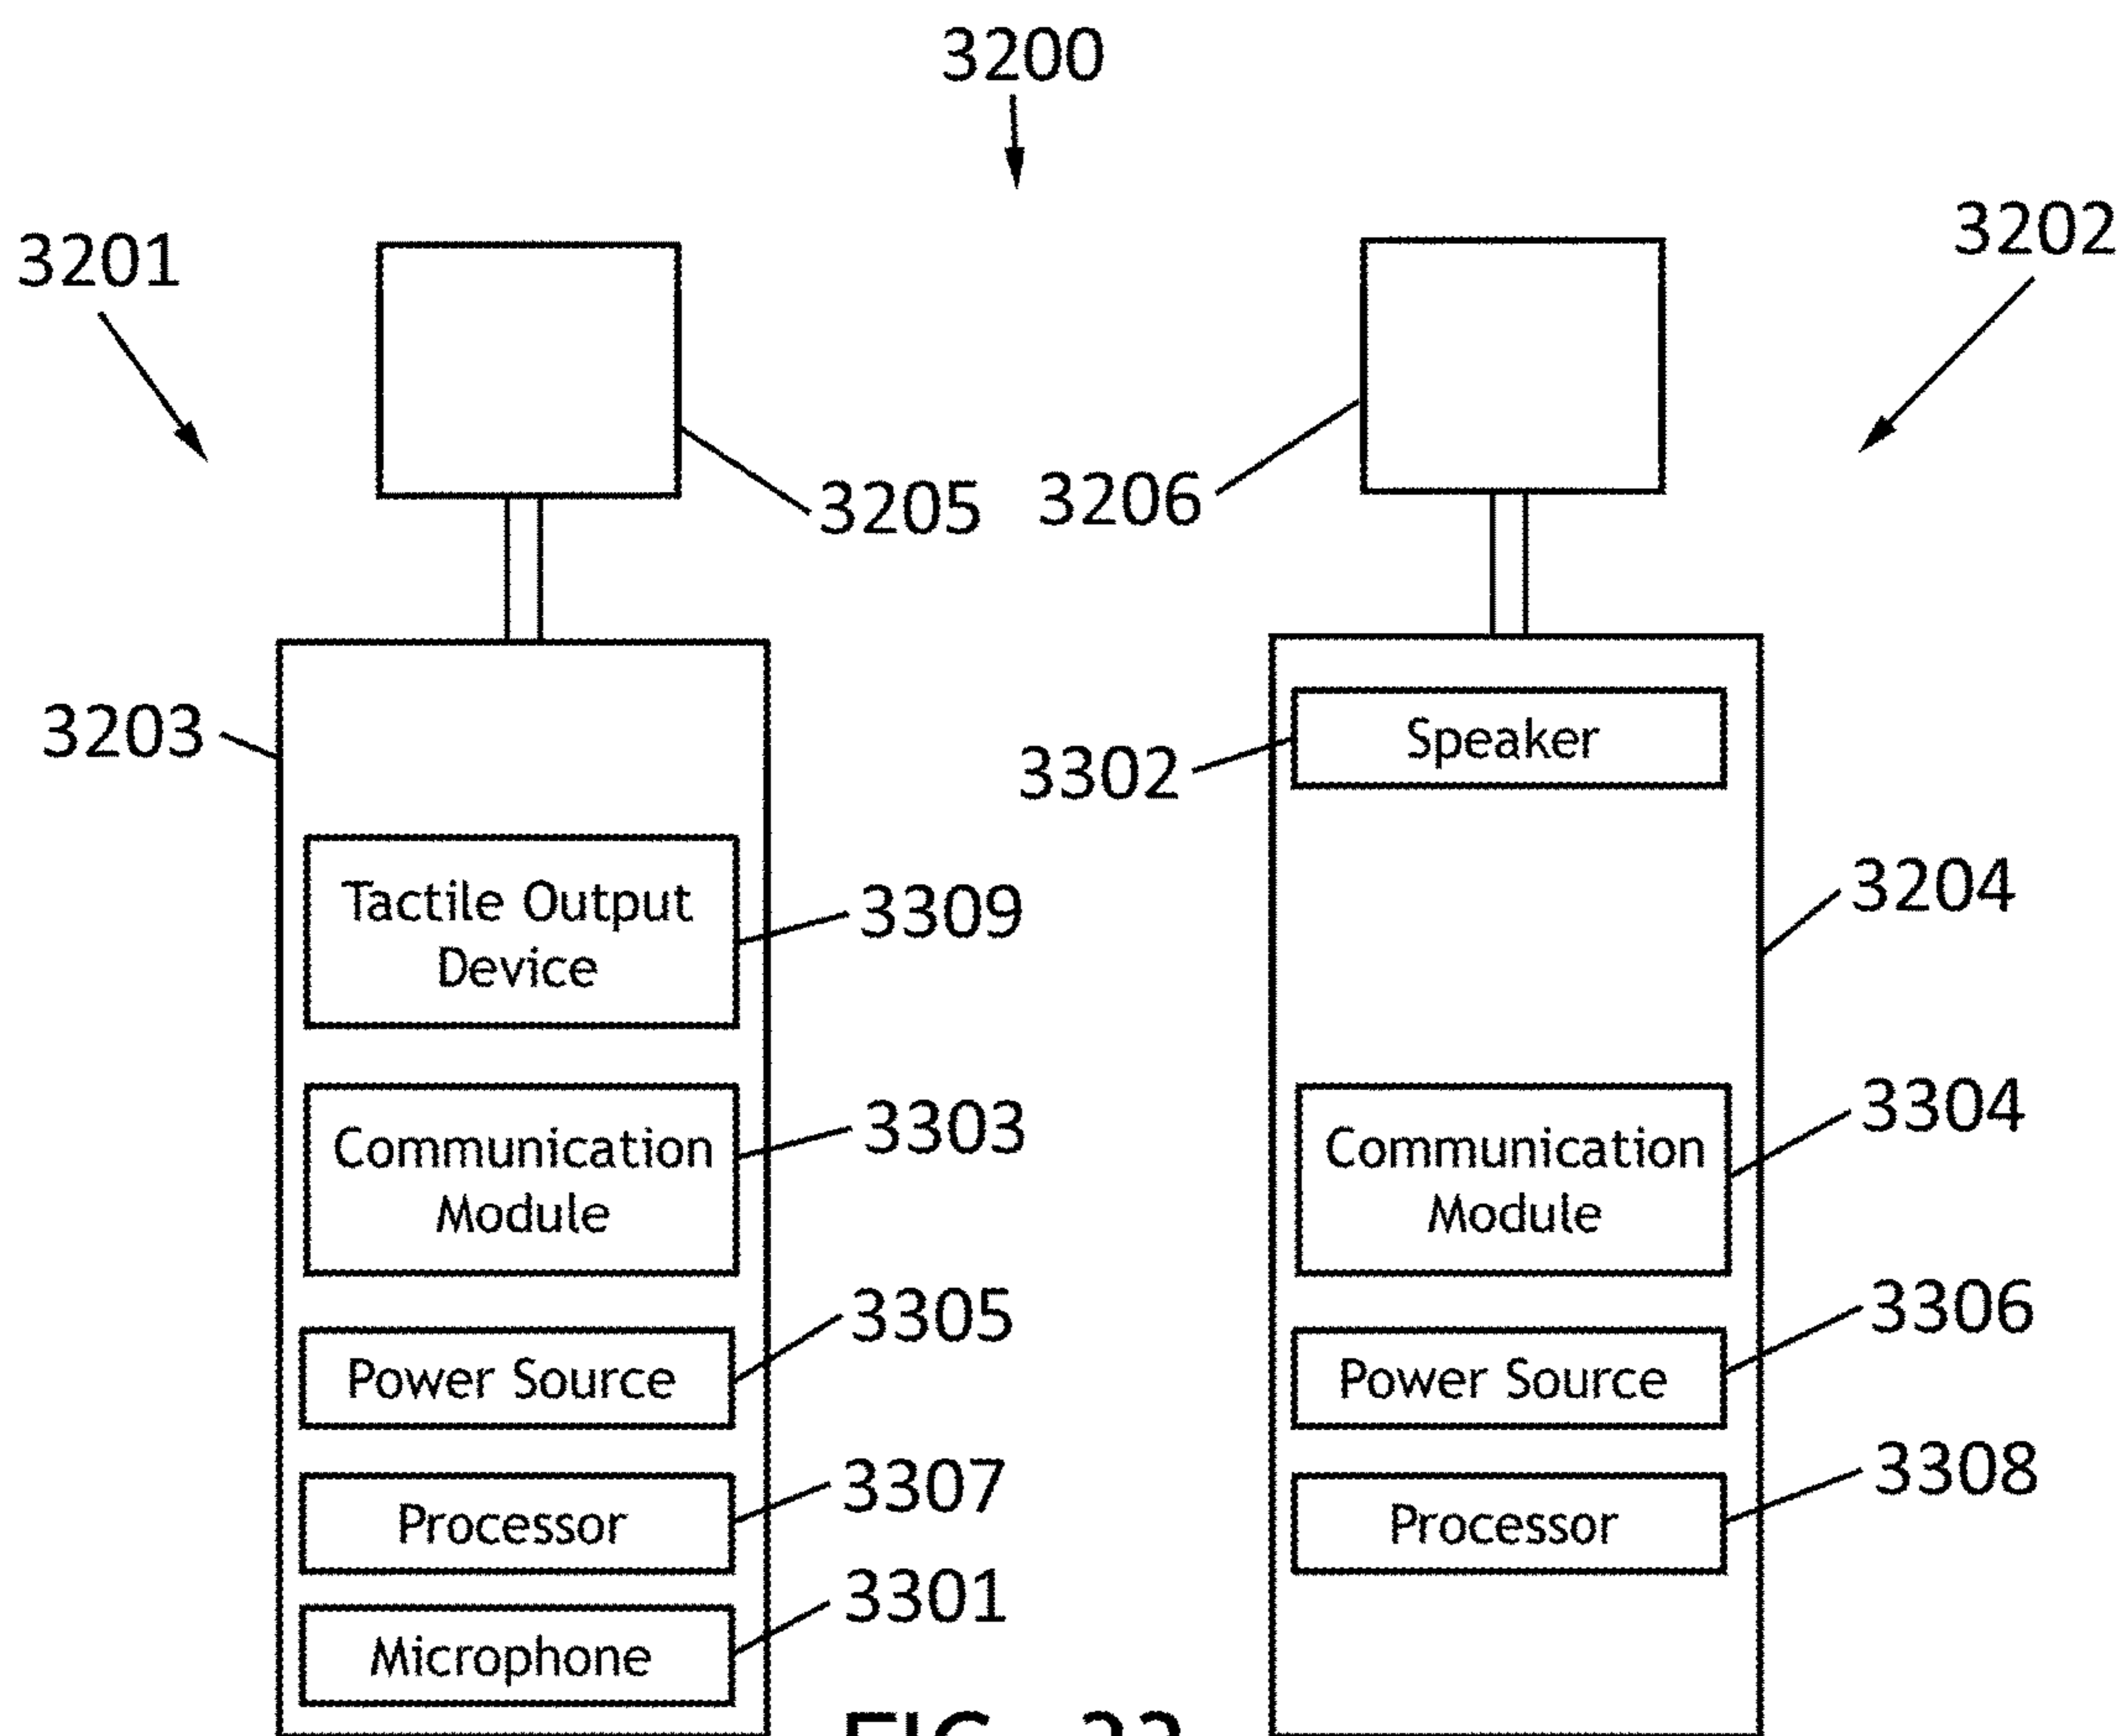 3200
3201
3202
3205
3206
3203
Speaker
3302
Tactile Output
Device
3309
3204
Communication
Module
3303
Communication
Module
3304
Power Source
3305
Power Source
3306
Processor
3307
Processor
3308
Microphone
3301